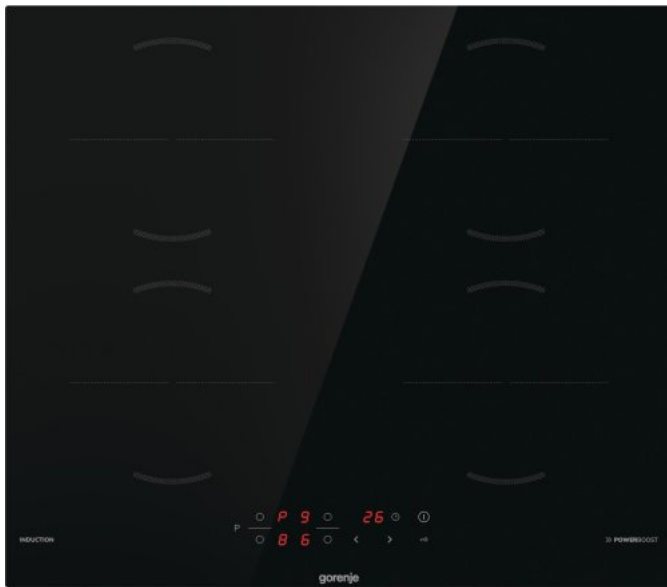 P 9 26
P
8 6
INDUCTION
POWERBOOST
gorenje